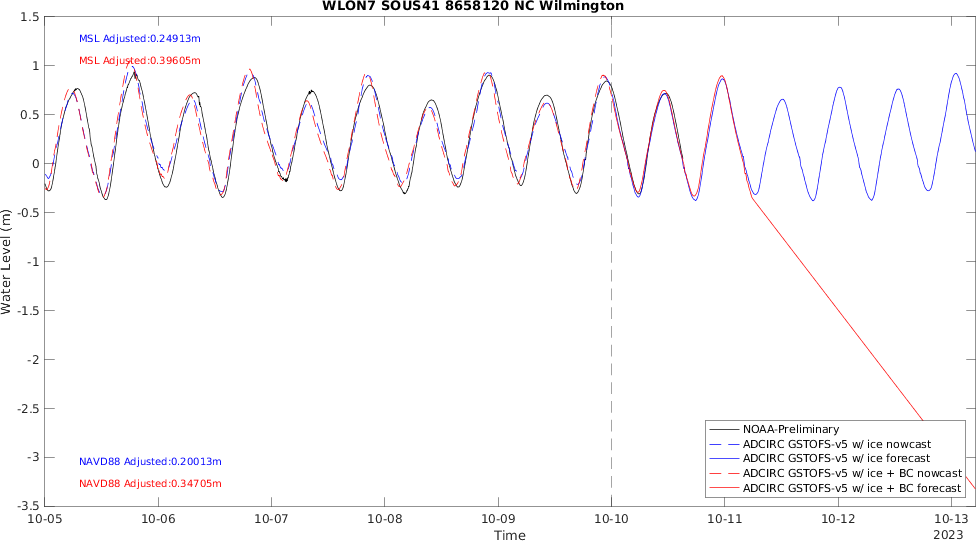 WLON7 SOUS41 8658120 NC Wilmington
MSL Adjusted:0.24913m
MSL Adjusted:0.39605m
NAVD88 Adjusted:0.20013m
NAVD88 Adjusted:0.34705m
Water Level (m)
1.5
1
0.5
0
-0.5
-1
-1.5
-2
-2.5
-3
-3.5
NOAA-Preliminary
ADCIRC GSTOFS-v5 w/ ice nowcast
ADCIRC GSTOFS-v5 w/ ice forecast
ADCIRC GSTOFS-v5 w/ ice + BC nowcast
ADCIRC GSTOFS-v5 w/ ice + BC forecast
10-05 10-06 10-07 10-08 10-09 10-10 10-11 10-12 10-13
Time
2023